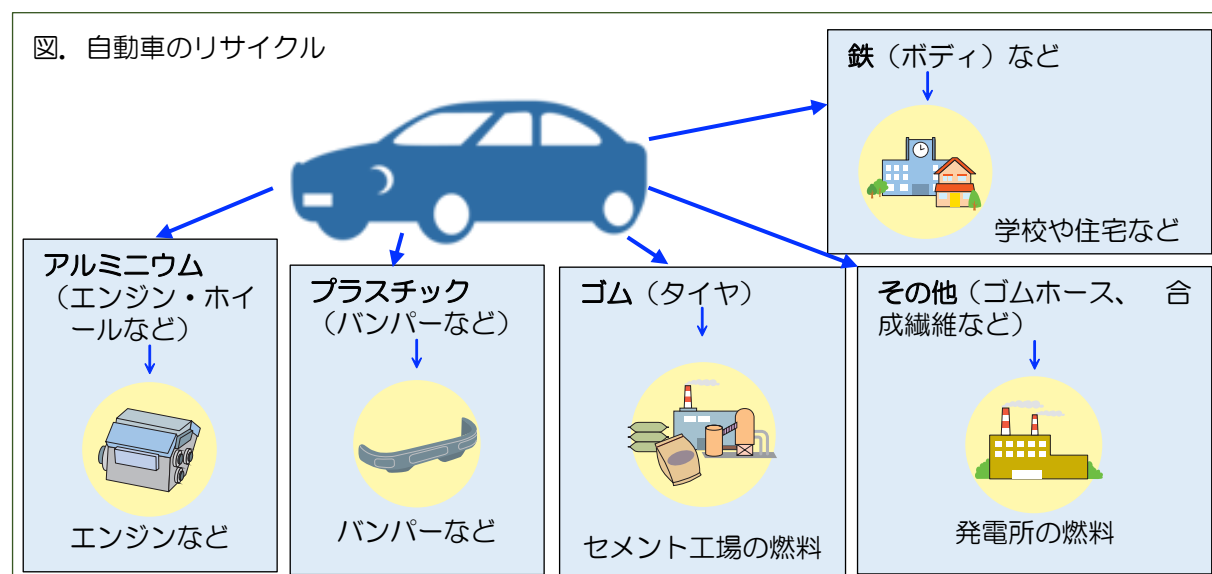 図．自動車のリサイクル
鉄（ボディ）など
学校や住宅など
アルミニウム
（エンジン・ホイ
ールなど）
エンジンなど
プラスチック
（バンパーなど）
バンパーなど
ゴム（タイヤ）
セメント工場の燃料
その他（ゴムホース、　合
成繊維など）
発電所の燃料